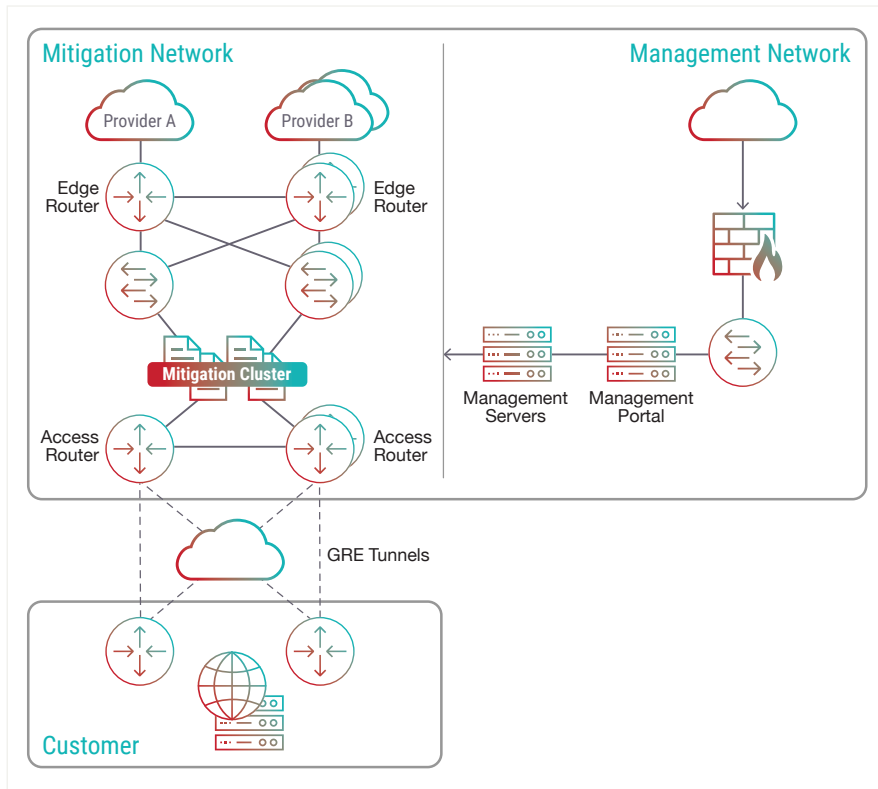 Mitigation Network
Management Network
Provider A
Provider B
Edge
Router
Edge
Router
Mitigation Cluster
Management
Servers
Management
Portal
Access
Router
Access
Router
GRE Tunnels
Customer